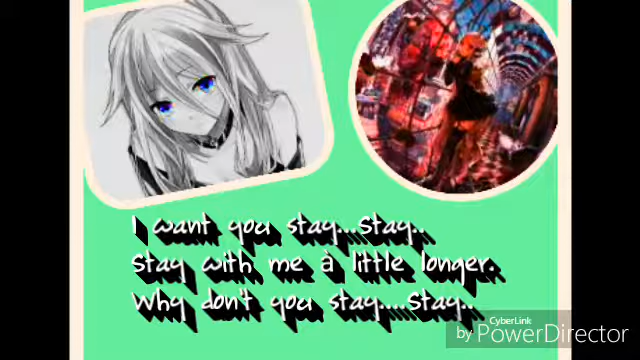 I want you stay...Stay..
Stay with me à little longer.
Why don't you stay....Stay..
CyberLink
by PowerDirector